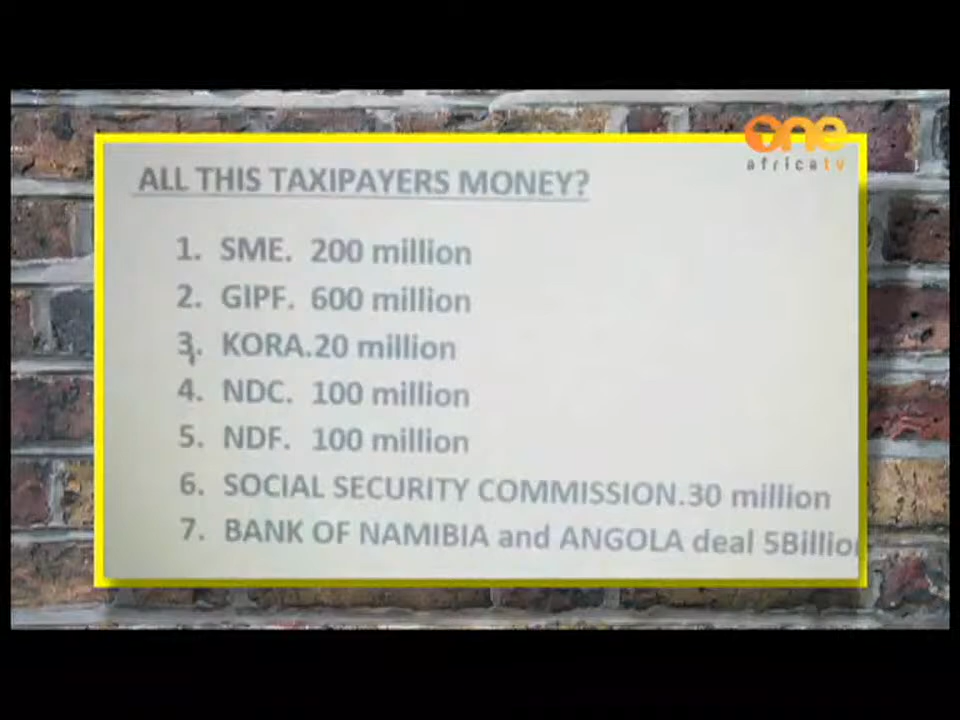 one
africatv
ALL THIS TAXIPAYERS MONEY?
1. SME. 200 million
2. GIPF. 600 million
3. KORA.20 million
4. NDC. 100 million
5. NDF. 100 million
6. SOCIAL SECURITY COMMISSION.30 million
7. BANK OF NAMIBIA and ANGOLA deal 5Billio